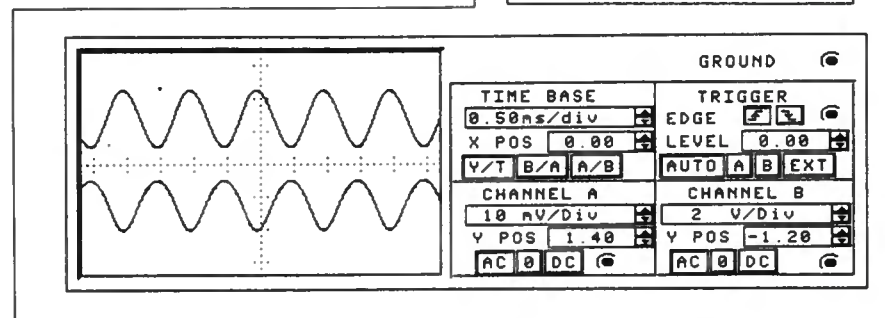 GROUND
TIME BASE
0.50ms/div
X POS 0.00
Y/T B/A A/B
TRIGGER
EDGE
LEVEL 0.00
AUTO A B EXT
CHANNEL A
10 mV/Div
Y POS 1.40
AC 0 DC
CHANNEL B
2 V/Div
Y POS -1.20
AC 0 DC